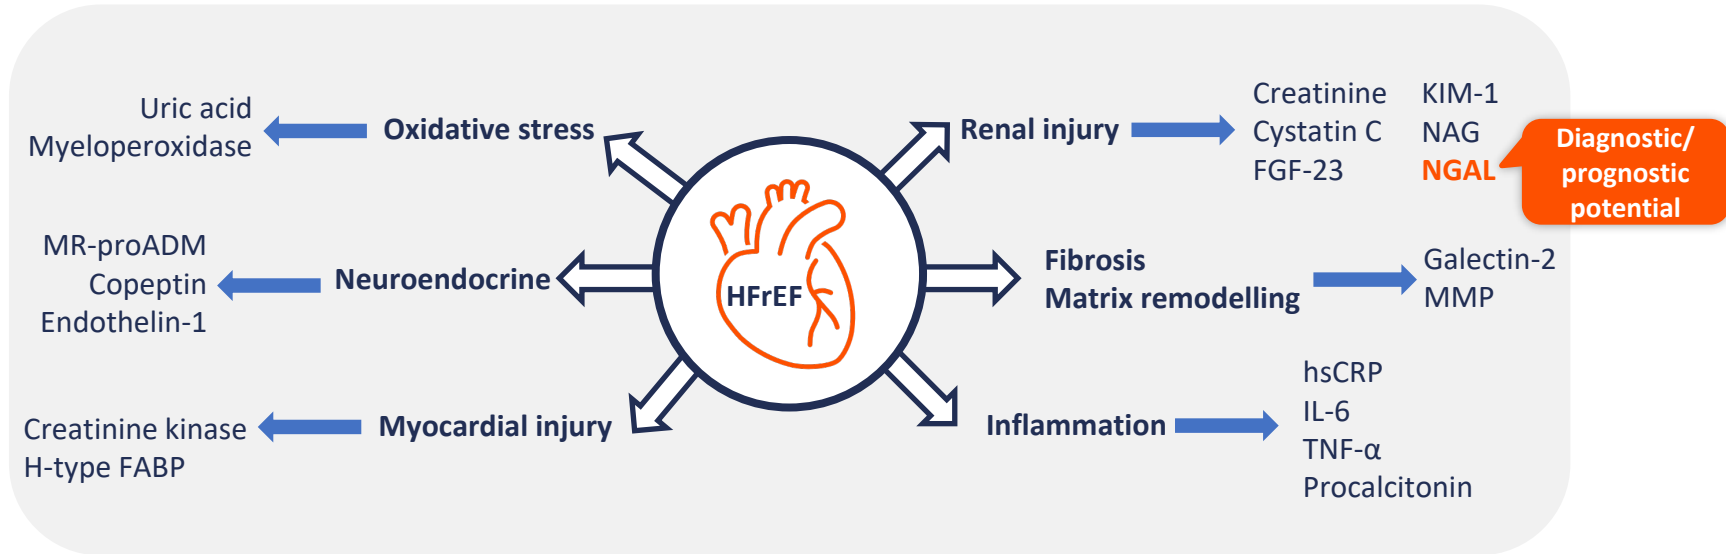 Uric acid
Myeloperoxidase
Oxidative stress
MR-proADM
Copeptin
Endothelin-1
Neuroendocrine
Creatinine kinase
H-type FABP
Myocardial injury
HFrEF
Renal injury
Creatinine
Cystatin C
FGF-23
KIM-1
NAG
NGAL
Diagnostic/
prognostic
potential
Fibrosis
Matrix remodelling
Galectin-2
MMP
Inflammation
hsCRP
IL-6
TNF-α
Procalcitonin